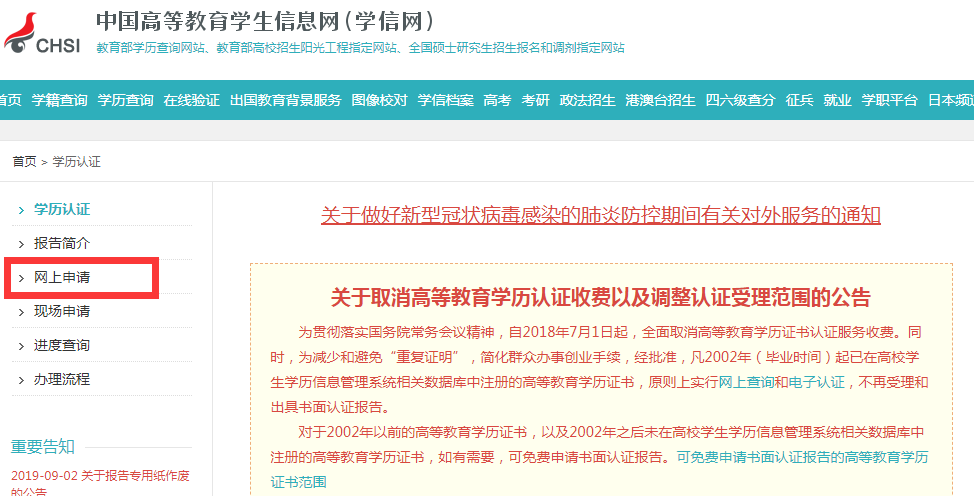 中国高等教育学生信息网(学信网)
CHSI
教育部学历查询网站、教育部高校招生阳光工程指定网站、全国硕士研究生招生报名和调剂指定网站
首页 学籍查询 学历查询 在线验证 出国教育背景服务 图像校对 学信档案 高考 考研 政法招生 港澳台招生 四六级查分 征兵 就业 学职平台 日本频道
首页 > 学历认证
学历认证
报告简介
网上申请
现场申请
进度查询
办理流程
重要告知
2019-09-02 关于报告专用纸作废
的公告
关于做好新型冠状病毒感染的肺炎防控期间有关对外服务的通知
关于取消高等教育学历认证收费以及调整认证受理范围的公告
为贯彻落实国务院常务会议精神，自2018年7月1日起，全面取消高等教育学历证书认证服务收费。同
时，为减少和避免“重复证明”，简化群众办事创业手续，经批准，凡2002年（毕业时间）起已在高校学
生学历信息管理系统相关数据库中注册的高等教育学历证书，原则上实行网上查询和电子认证，不再受理和
出具书面认证报告。
对于2002年以前的高等教育学历证书，以及2002年之后未在高校学生学历信息管理系统相关数据库中
注册的高等教育学历证书，如有需要，可免费申请书面认证报告。可免费申请书面认证报告的高等教育学历
证书范围